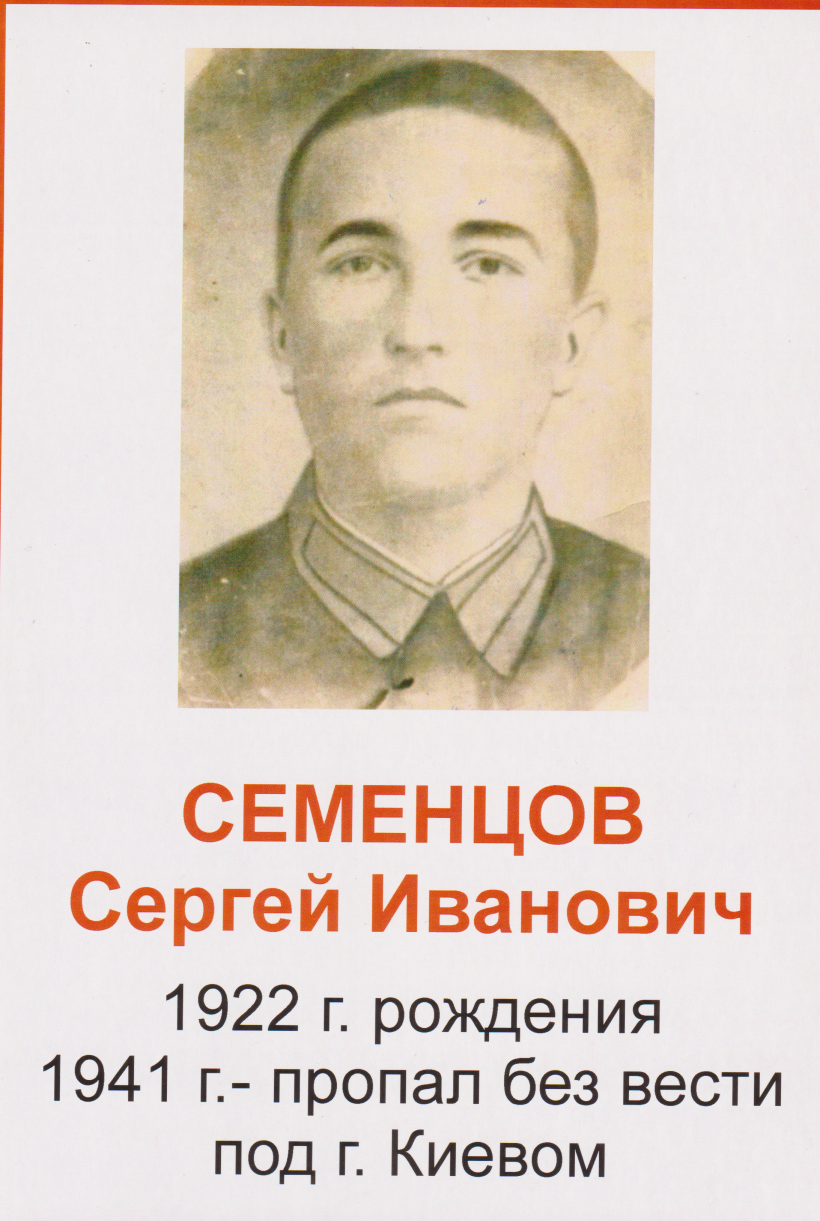 СЕМЕНЦОВ
Сергей Иванович
1922 г. рождения
1941 г.- пропал без вести
под г. Киевом